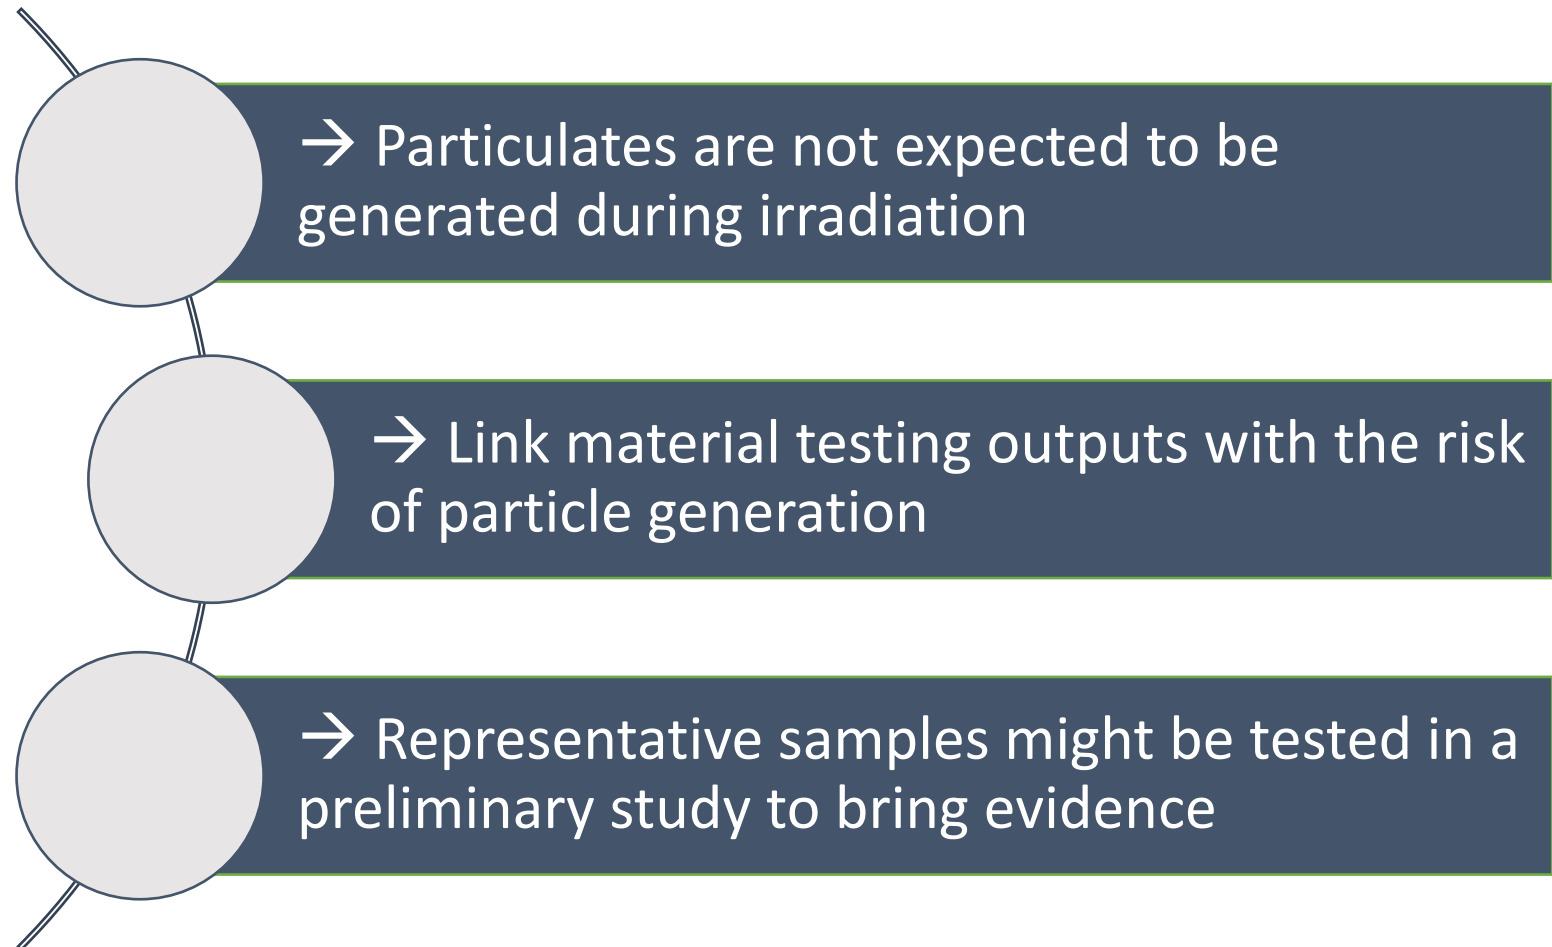 → Particulates are not expected to be
generated during irradiation
→ Link material testing outputs with the risk
of particle generation
→ Representative samples might be tested in a
preliminary study to bring evidence